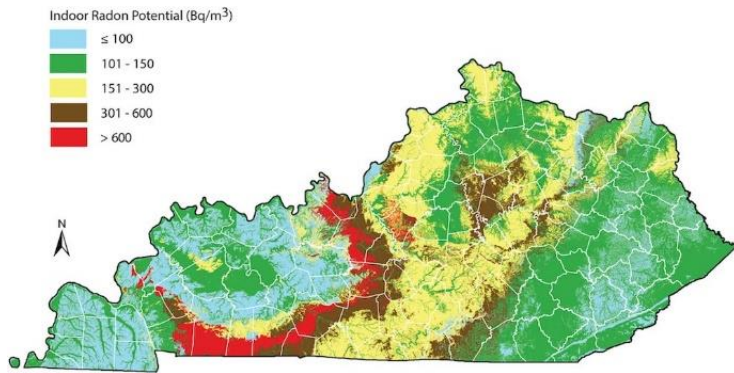 Indoor Radon Potential (Bq/m³)
≤ 100
101 - 150
151 - 300
301 - 600
> 600
N